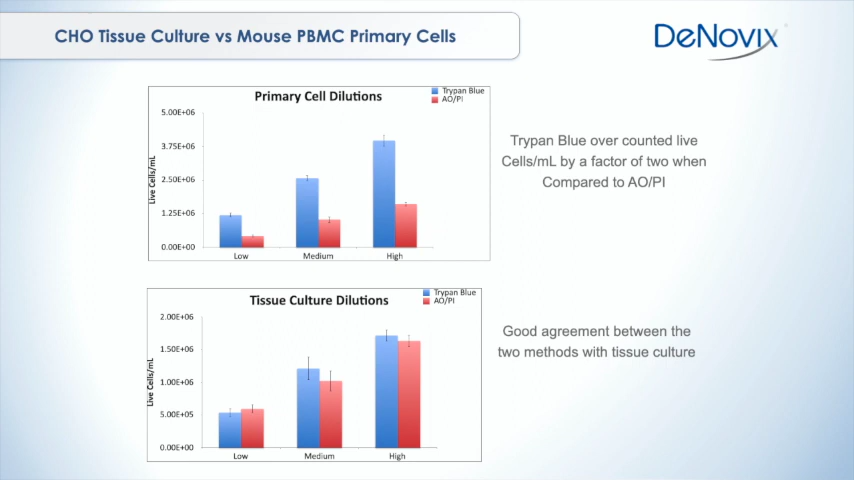 CHO Tissue Culture vs Mouse PBMC Primary Cells
DeNovix
Primary Cell Dilutions
Trypan Blue
AO/PI
5.00E+06
3.75E+06
2.50E+06
1.25E+06
0.00E+00
Live Cells/mL
Low
Medium
High
Trypan Blue over counted live
Cells/mL by a factor of two when
Compared to AO/PI
Tissue Culture Dilutions
Trypan Blue
AO/PI
2.00E+06
1.50E+06
1.00E+06
5.00E+05
0.00E+00
Live Cells/mL
Low
Medium
High
Good agreement between the
two methods with tissue culture